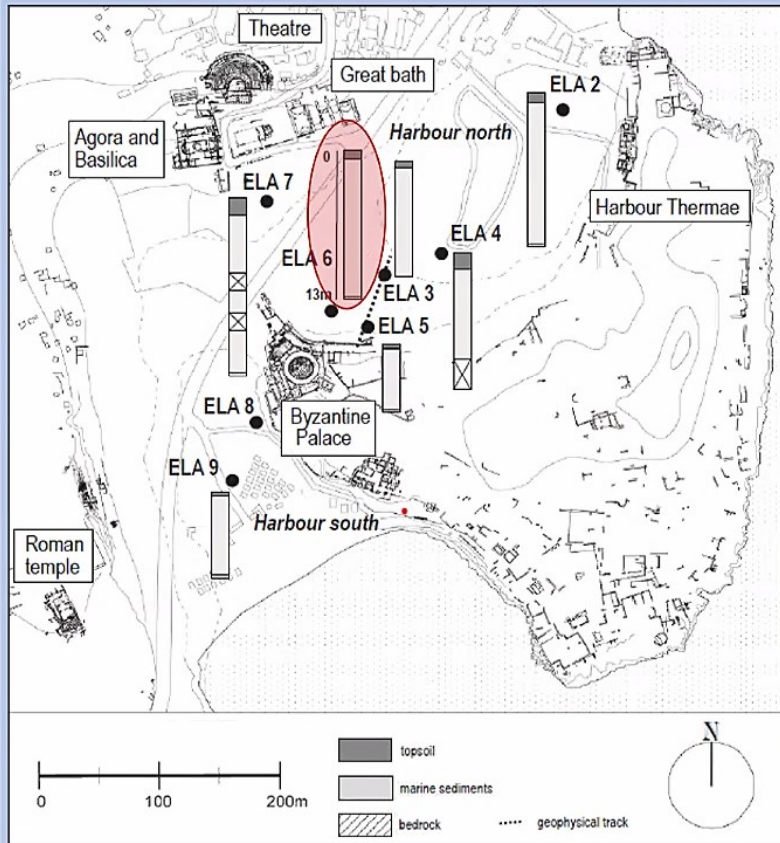 Theatre
Great bath
ELA 2
Agora and
Basilica
Harbour north
0
ELA 7
Harbour Thermae
ELA 4
ELA 6
ELA 3
13m
ELA 5
ELA 8
Byzantine
Palace
ELA 9
Harbour south
Roman
temple
N
topsoil
marine sediments
0 100 200m
bedrock geophysical track